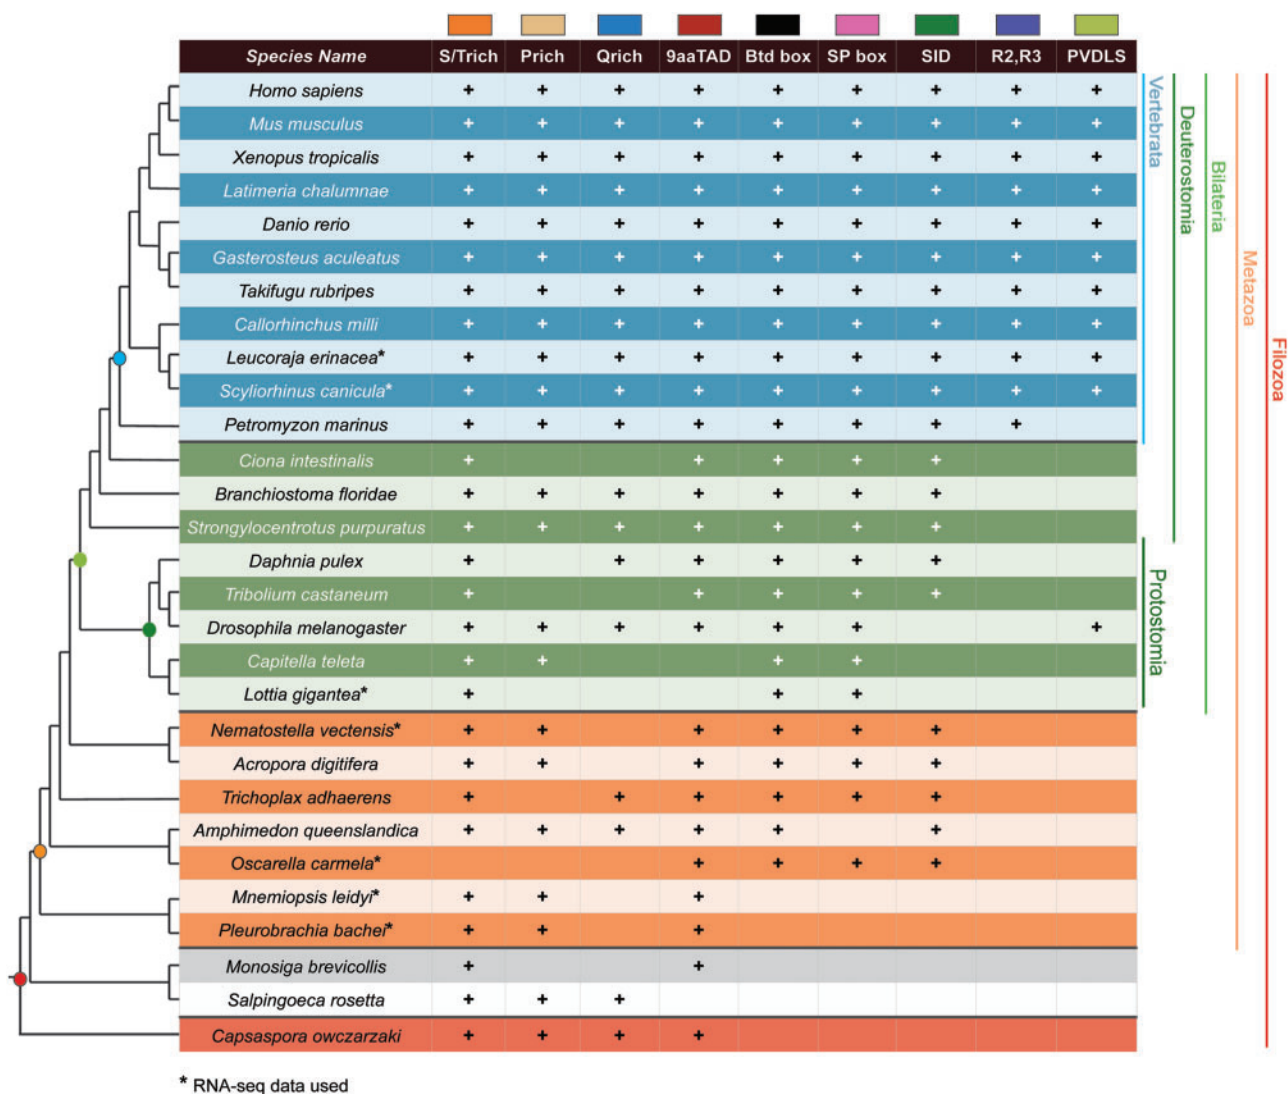 Species Name S/Trich Prich Qrich 9aaTAD Btd box SP box SID R2,R3 PVDLS
Homo sapiens + + + + + + + + +
Mus musculus + + + + + + + + +
Xenopus tropicalis + + + + + + + + +
Latimeria chalumnae + + + + + + + + +
Danio rerio + + + + + + + + +
Gasterosteus aculeatus + + + + + + + + +
Takifugu rubripes + + + + + + + + +
Callorhinchus milli + + + + + + + + +
Leucoraja erinacea* + + + + + + + + +
Scyliorhinus canicula* + + + + + + + + +
Petromyzon marinus + + + + + + + +
Ciona intestinalis + + + + +
Branchiostoma floridae + + + + + + +
Strongylocentrotus purpuratus + + + + + + +
Daphnia pulex + + + + + +
Tribolium castaneum + + + + +
Drosophila melanogaster + + + + + + +
Capitella teleta + + + +
Lottia gigantea* + + +
Nematostella vectensis* + + + + + +
Acropora digitifera + + + + + +
Trichoplax adhaerens + + + + + +
Amphimedon queenslandica + + + + + +
Oscarella carmela* + + + +
Mnemiopsis leidyi* + + +
Pleurobrachia bachei* + + +
Monosiga brevicollis + +
Salpingoeca rosetta + + +
Capsaspora owczarzaki + + + +
Vertebrata
Deuterostomia
Protostomia
Bilateria
Metazoa
Filozoa
* RNA-seq data used